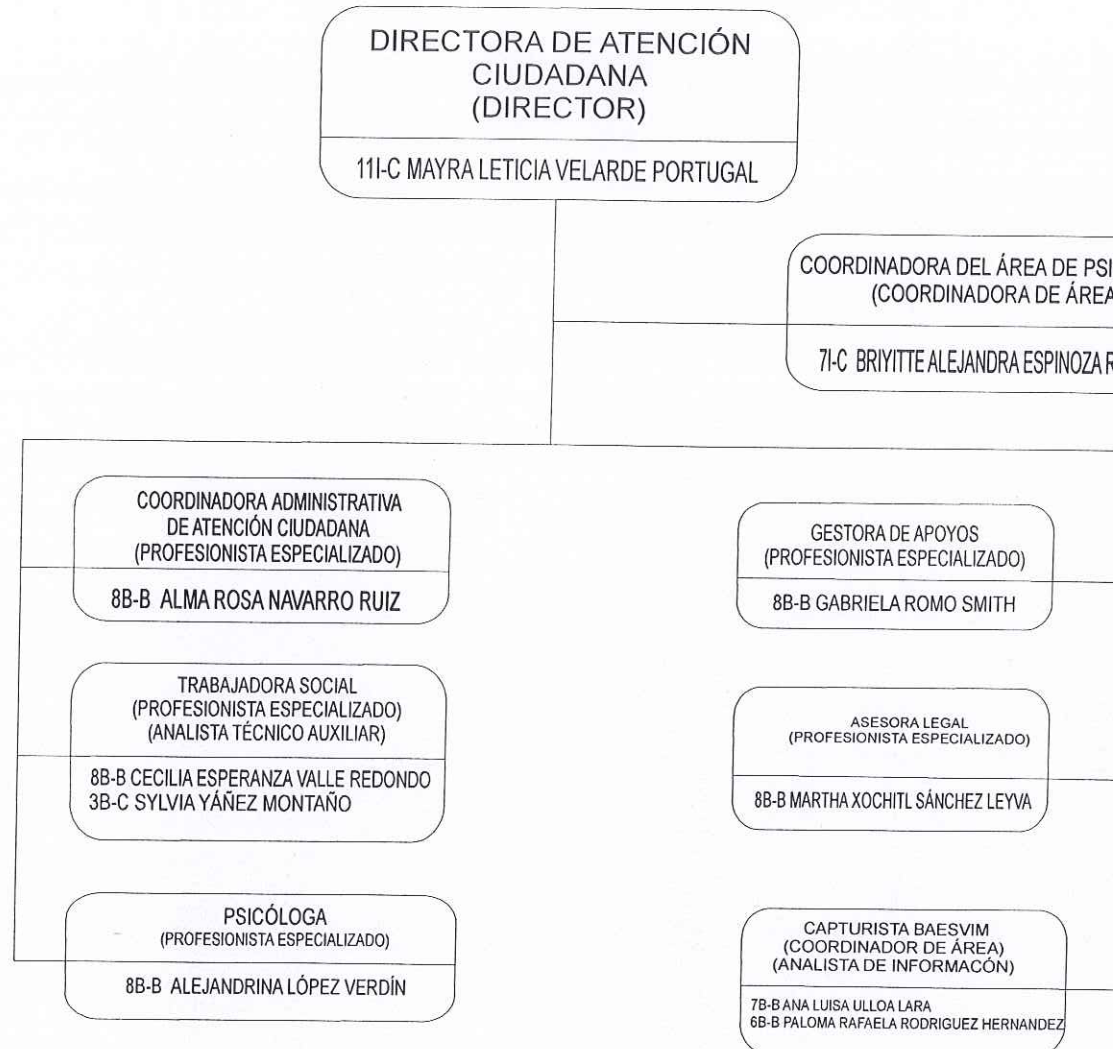 DIRECTORA DE ATENCIÓN
CIUDADANA
(DIRECTOR)
11I-C MAYRA LETICIA VELARDE PORTUGAL
COORDINADORA DEL ÁREA DE PSI
(COORDINADORA DE ÁREA
7I-C BRIYITTE ALEJANDRA ESPINOZA R
COORDINADORA ADMINISTRATIVA
DE ATENCIÓN CIUDADANA
(PROFESIONISTA ESPECIALIZADO)
8B-B ALMA ROSA NAVARRO RUIZ
GESTORA DE APOYOS
(PROFESIONISTA ESPECIALIZADO)
8B-B GABRIELA ROMO SMITH
TRABAJADORA SOCIAL
(PROFESIONISTA ESPECIALIZADO)
(ANALISTA TÉCNICO AUXILIAR)
8B-B CECILIA ESPERANZA VALLE REDONDO
3B-C SYLVIA YÁÑEZ MONTAÑO
ASESORA LEGAL
(PROFESIONISTA ESPECIALIZADO)
8B-B MARTHA XOCHITL SÁNCHEZ LEYVA
PSICÓLOGA
(PROFESIONISTA ESPECIALIZADO)
8B-B ALEJANDRINA LÓPEZ VERDÍN
CAPTURISTA BAESVIM
(COORDINADOR DE ÁREA)
(ANALISTA DE INFORMACÓN)
7B-B ANA LUISA ULLOA LARA
6B-B PALOMA RAFAELA RODRIGUEZ HERNANDEZ